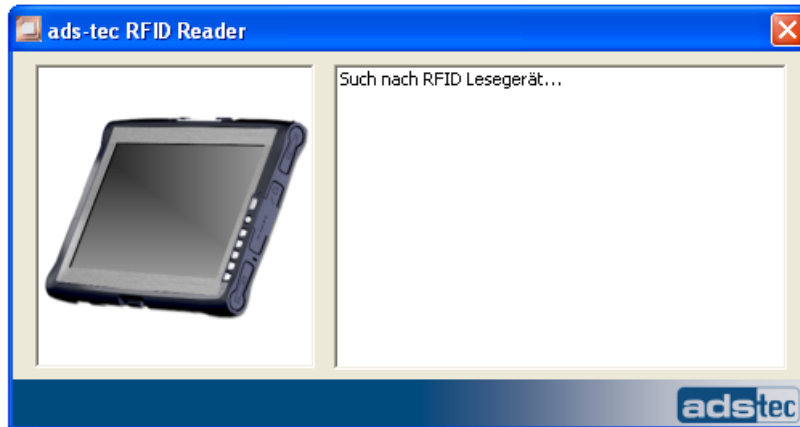 ads-tec RFID Reader
Such nach RFID Lesegerät...
adstec